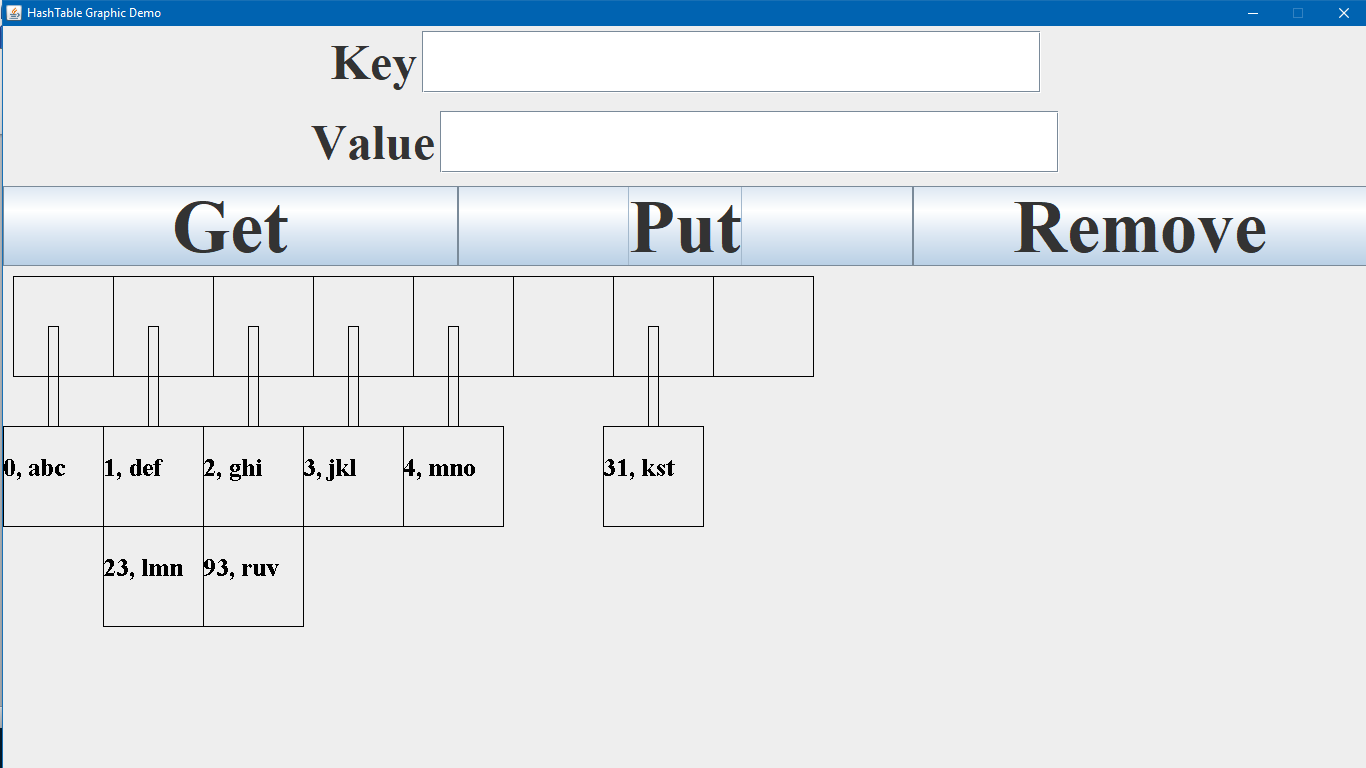 HashTable Graphic Demo
Key
Value
Get Put Remove
0, abc 1, def 2, ghi 3, jkl 4, mno 31, kst
23, lmn 93, ruv